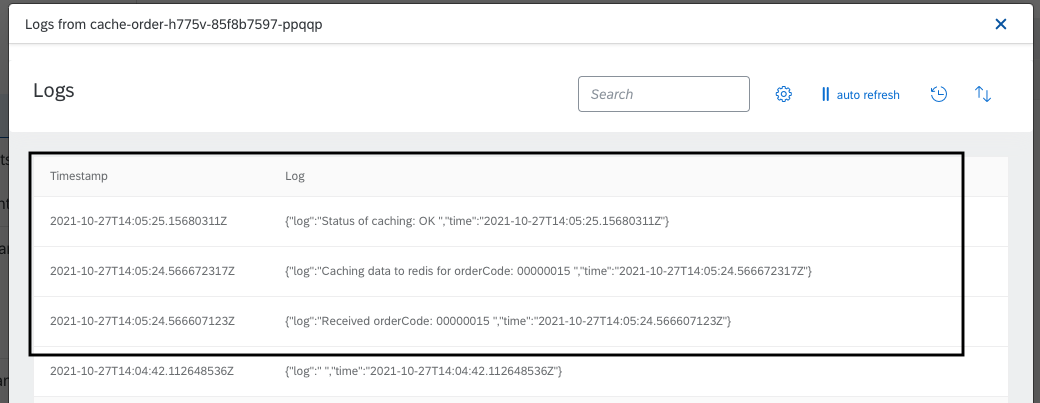 Logs from cache-order-h775v-85f8b7597-ppqqp
Logs
Search
auto refresh
Timestamp Log
2021-10-27T14:05:25.15680311Z {"log":"Status of caching: OK ","time":"2021-10-27T14:05:25.15680311Z"}
2021-10-27T14:05:24.566672317Z {"log":"Caching data to redis for orderCode: 00000015 ","time":"2021-10-27T14:05:24.566672317Z"}
2021-10-27T14:05:24.566607123Z {"log":"Received orderCode: 00000015 ","time":"2021-10-27T14:05:24.566607123Z"}
2021-10-27T14:04:42.112648536Z {"log":" ","time":"2021-10-27T14:04:42.112648536Z"}